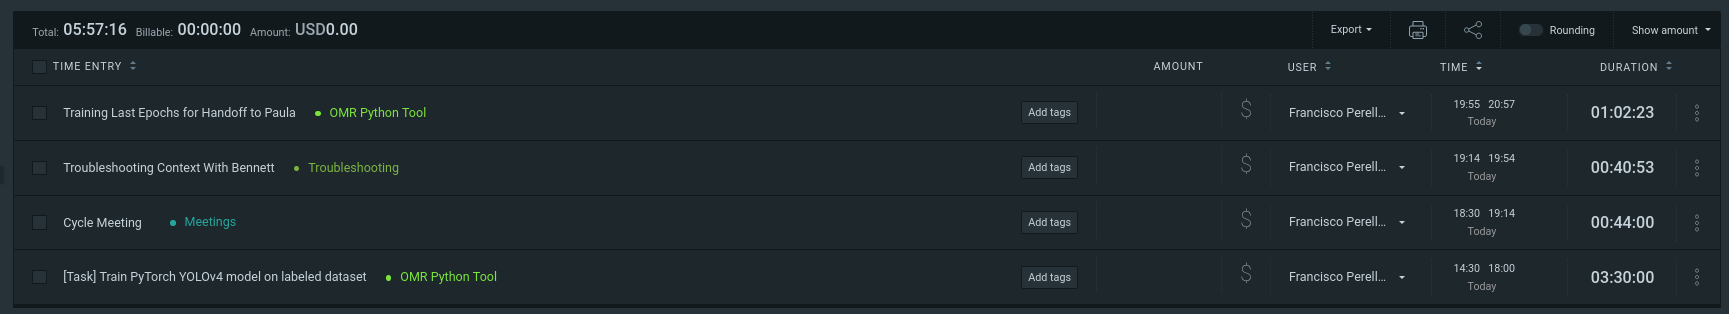 Total: 05:57:16 Billable: 00:00:00 Amount: USD0.00 Export Rounding Show amount
TIME ENTRY AMOUNT USER TIME DURATION
Training Last Epochs for Handoff to Paula OMR Python Tool Add tags $ Francisco Perell... 19:55 20:57 01:02:23
Today
Troubleshooting Context With Bennett Troubleshooting Add tags $ Francisco Perell... 19:14 19:54 00:40:53
Today
Cycle Meeting Meetings Add tags $ Francisco Perell... 18:30 19:14 00:44:00
Today
[Task] Train PyTorch YOLOv4 model on labeled dataset OMR Python Tool Add tags $ Francisco Perell... 14:30 18:00 03:30:00
Today